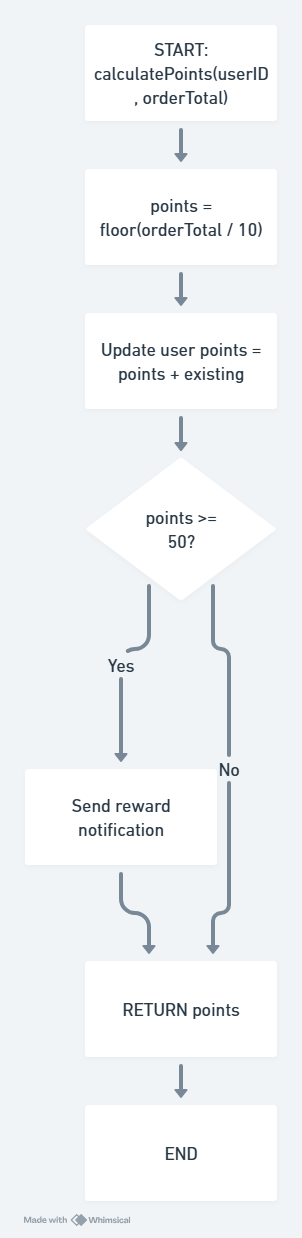 START:
calculatePoints(userID
, orderTotal)
points =
floor(orderTotal / 10)
Update user points =
points + existing
points >=
50?
Yes
No
Send reward
notification
RETURN points
END
Made with Whimsical